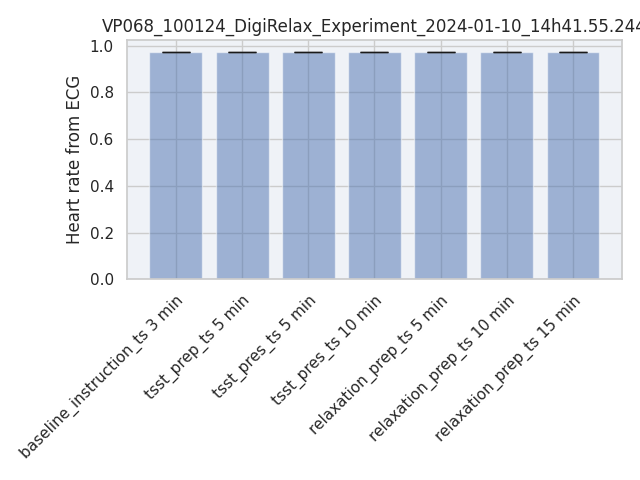 VP068_100124_DigiRelax_Experiment_2024-01-10_14h41.55.244
Heart rate from ECG
1.0
0.8
0.6
0.4
0.2
0.0
baseline_instruction_ts 3 min
tsst_prep_ts 5 min
tsst_pres_ts 5 min
tsst_pres_ts 10 min
relaxation_prep_ts 5 min
relaxation_prep_ts 10 min
relaxation_prep_ts 15 min